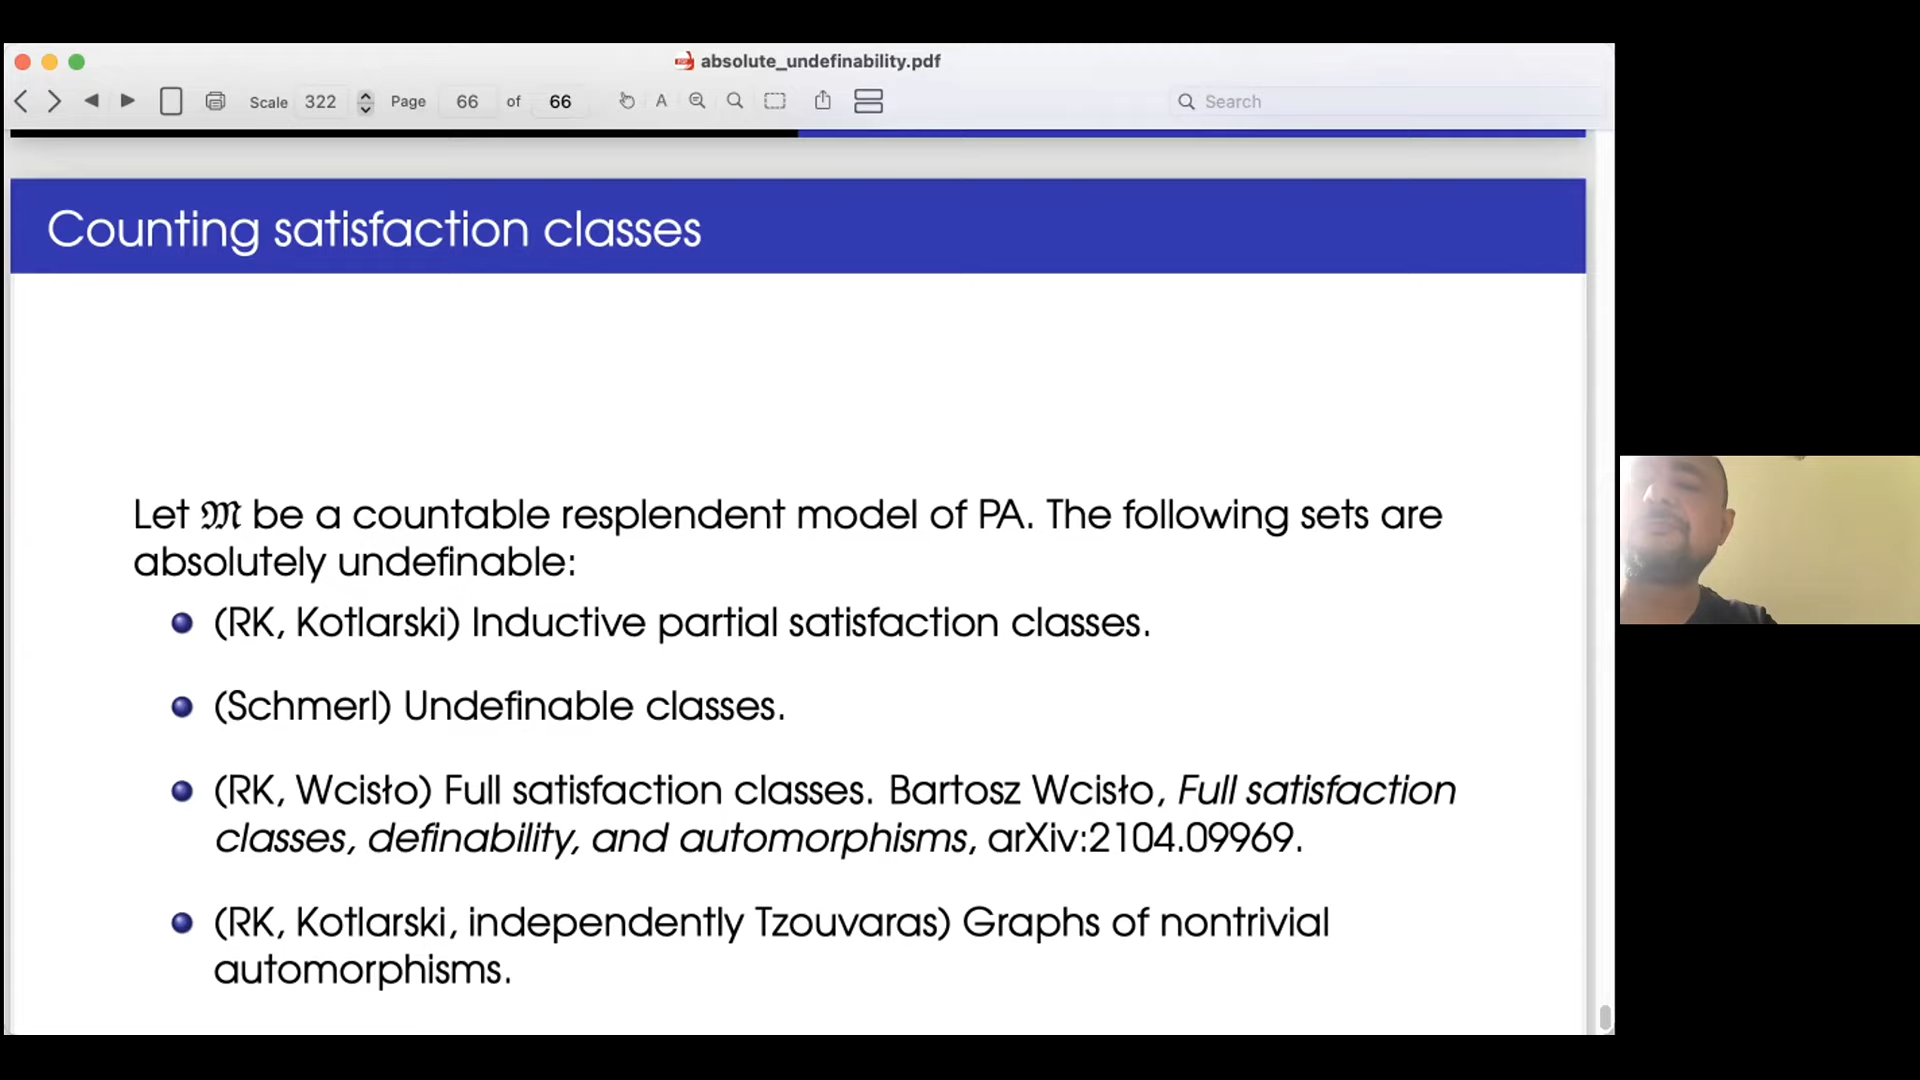 absolute_undefinability.pdf
Scale 322 Page 66 of 66 A Search
Counting satisfaction classes
Let 𝔐 be a countable resplendent model of PA. The following sets are
absolutely undefinable:
(RK, Kotlarski) Inductive partial satisfaction classes.
(Schmerl) Undefinable classes.
(RK, Wcisło) Full satisfaction classes. Bartosz Wcisło, Full satisfaction
classes, definability, and automorphisms, arXiv:2104.09969.
(RK, Kotlarski, independently Tzouvaras) Graphs of nontrivial
automorphisms.